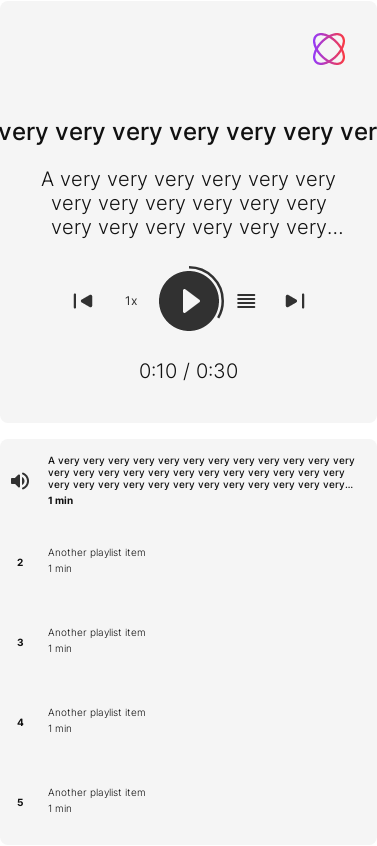 very very very very very very ver
A very very very very very very
very very very very very very
very very very very very very...
1x
0:10 / 0:30
A very very very very very very very very very very very very
very very very very very very very very very very very very
very very very very very very very very very very very very...
1 min
2
Another playlist item
1 min
3
Another playlist item
1 min
4
Another playlist item
1 min
5
Another playlist item
1 min